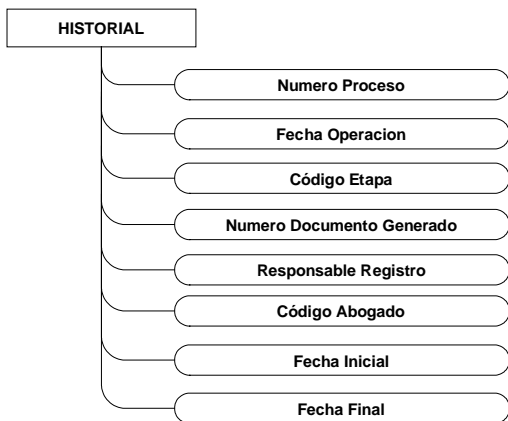 HISTORIAL
Numero Proceso
Fecha Operacion
Código Etapa
Numero Documento Generado
Responsable Registro
Código Abogado
Fecha Inicial
Fecha Final